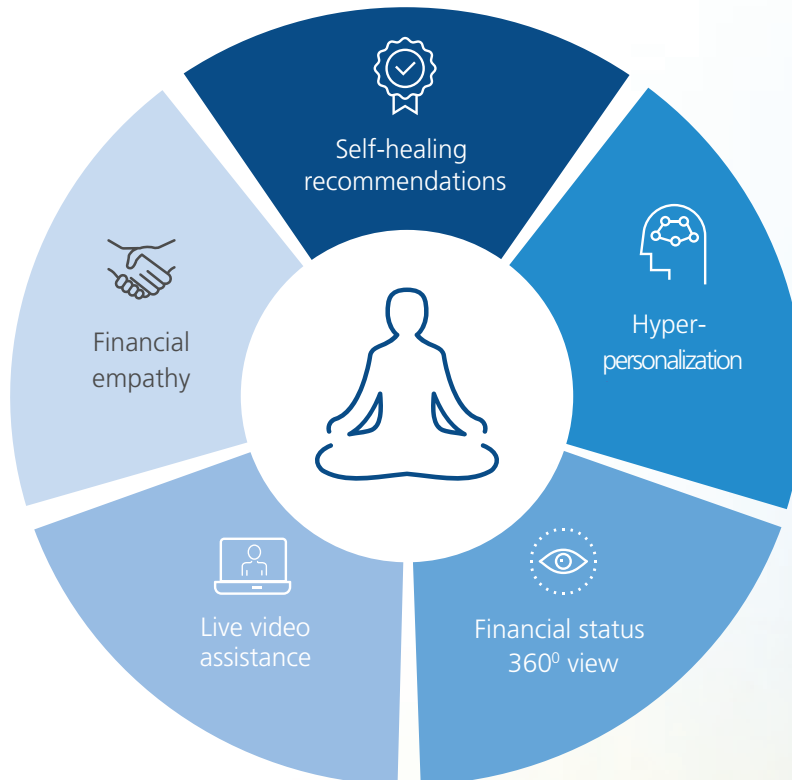 Self-healing
recommendations
Hyper-
personalization
Financial status
360⁰ view
Live video
assistance
Financial
empathy